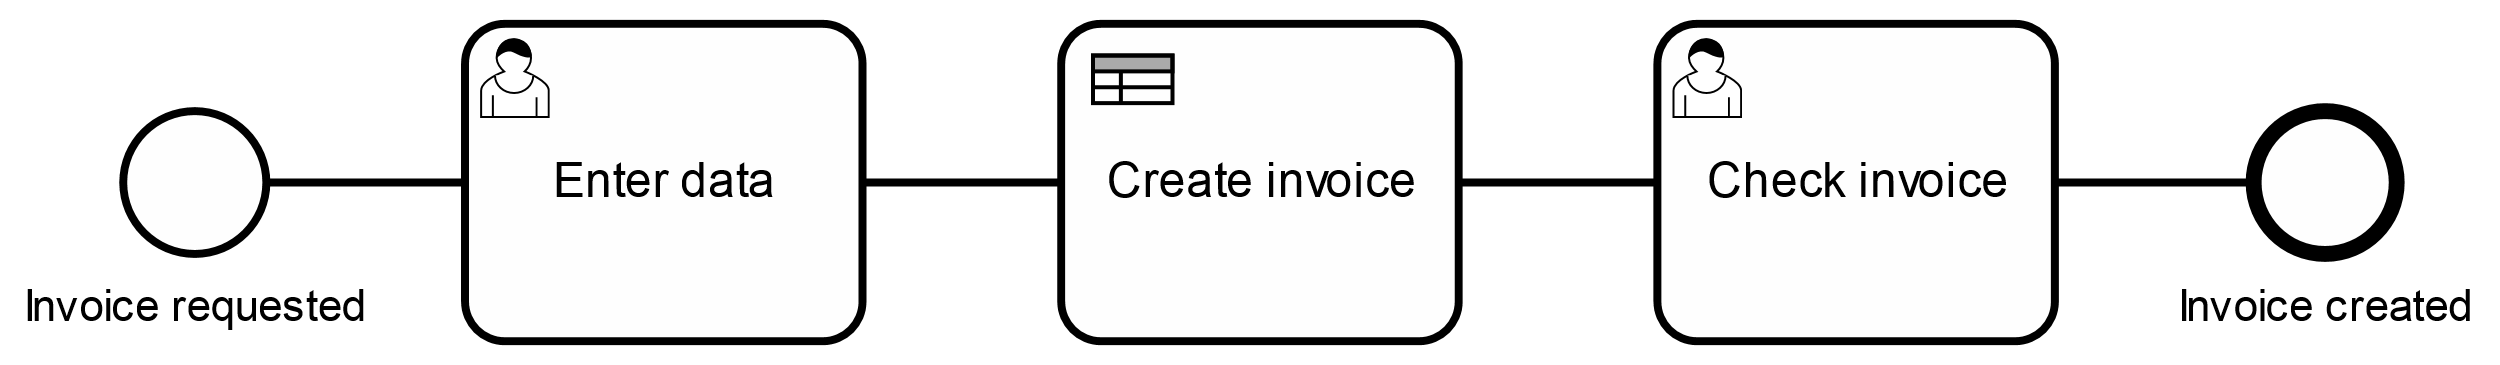 Enter data
Create invoice
Check invoice
Invoice requested
Invoice created